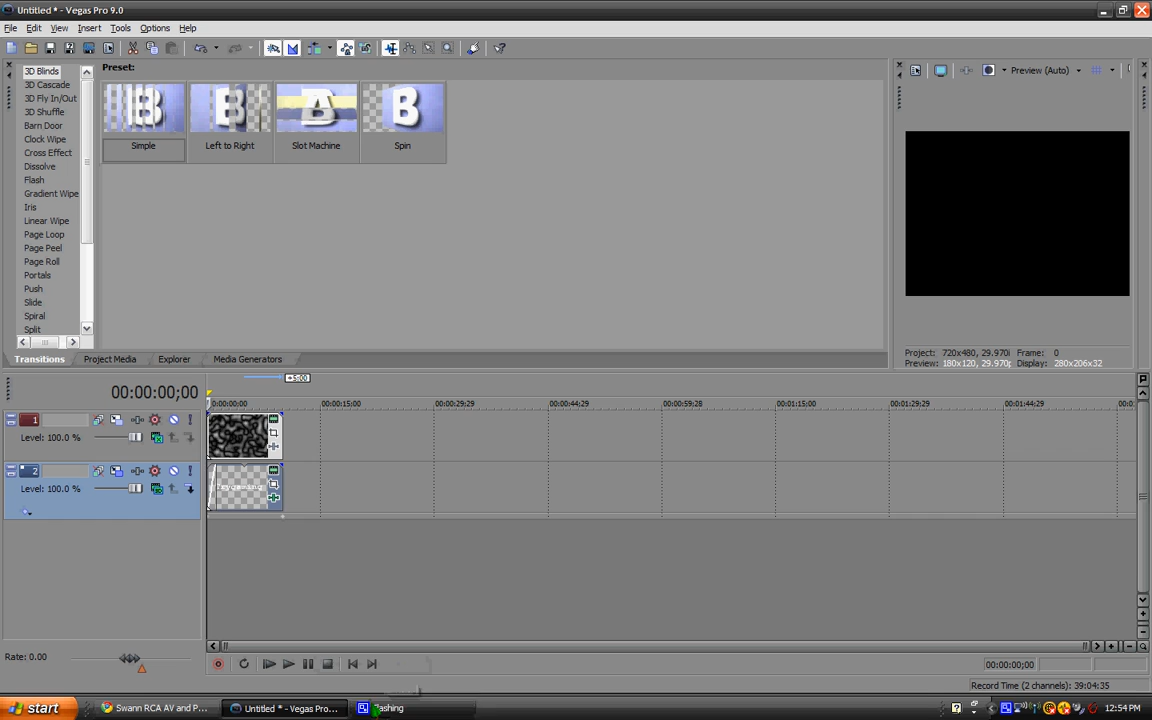 Untitled * - Vegas Pro 9.0
File Edit View Insert Tools Options Help
3D Blinds
3D Cascade
3D Fly In/Out
3D Shuffle
Barn Door
Clock Wipe
Cross Effect
Dissolve
Flash
Gradient Wipe
Iris
Linear Wipe
Page Loop
Page Peel
Page Roll
Portals
Push
Slide
Spiral
Split
Preset:
Simple Left to Right Slot Machine Spin
Preview (Auto)
Project: 720x480, 29.970i Frame: 0
Preview: 180x120, 29.970p Display: 280x206x32
Transitions Project Media Explorer Media Generators
00:00:00;00
+5:00
0:00:00:00 00:00:15;00 00:00:29;29 00:00:44;29 00:00:59;28 00:01:15;00 00:01:29;29 00:01:44;29
1
Level: 100.0 %
2
Level: 100.0 %
Rate: 0.00
00:00:00;00
Record Time (2 channels): 39:04:35
start Swann RCA AV and P... Untitled * - Vegas Pro... 12:54 PM